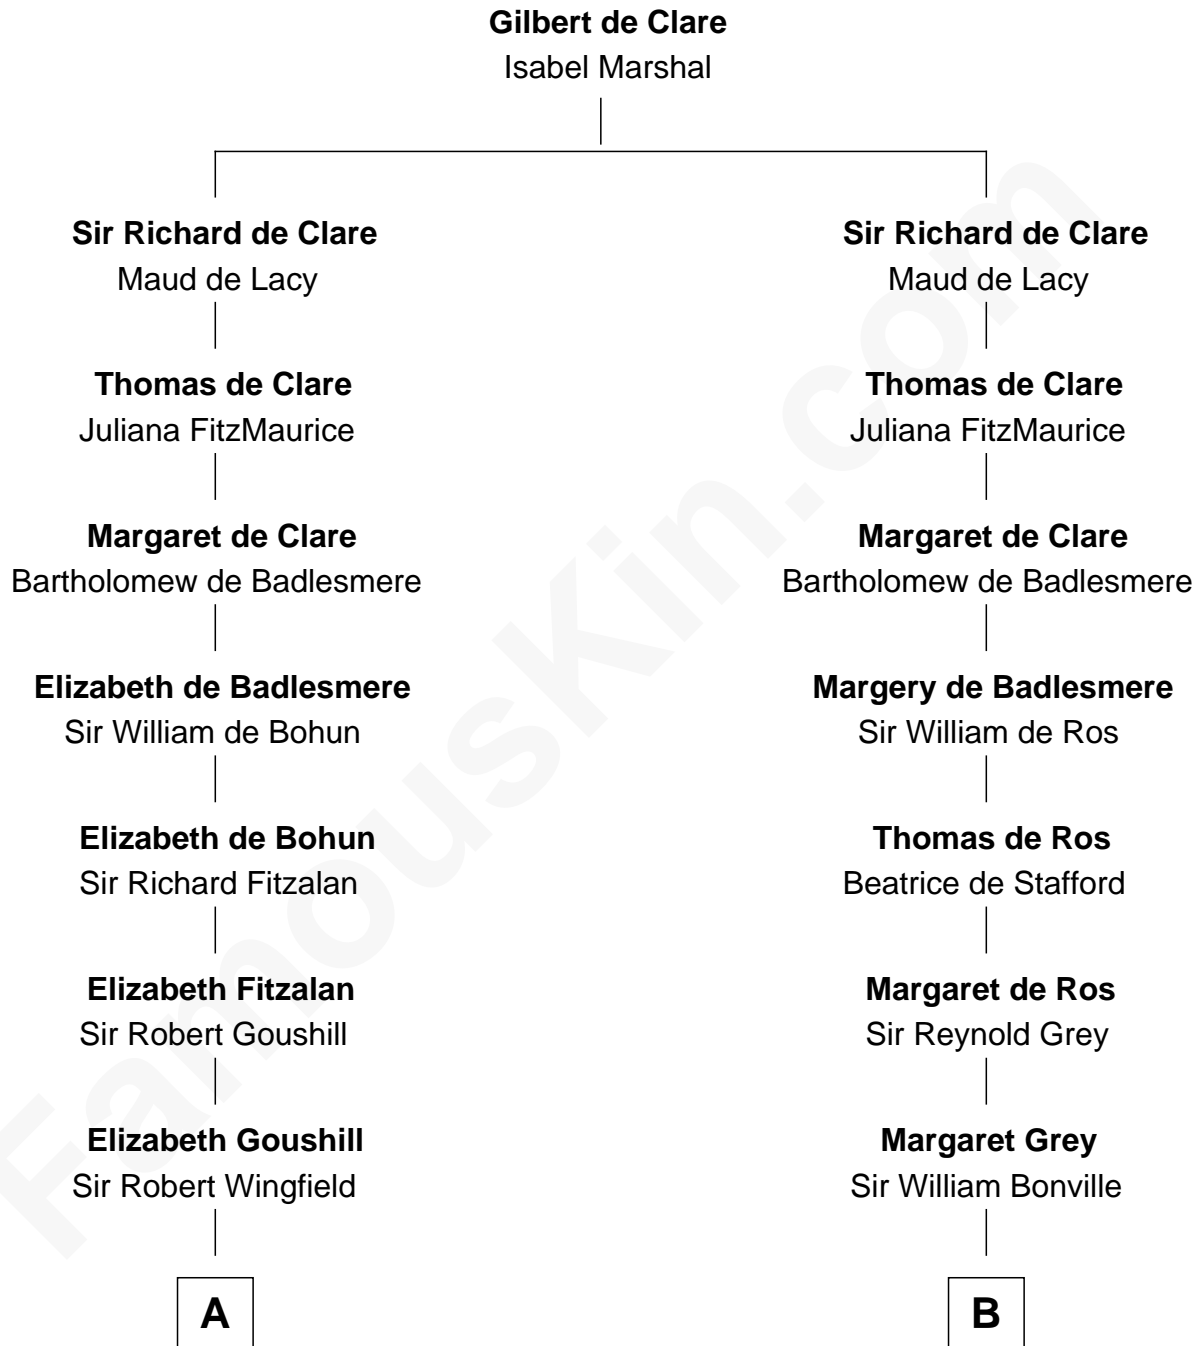 Gilbert de Clare
Isabel Marshal
Sir Richard de Clare
Maud de Lacy
Thomas de Clare
Juliana FitzMaurice
Margaret de Clare
Bartholomew de Badlesmere
Elizabeth de Badlesmere
Sir William de Bohun
Elizabeth de Bohun
Sir Richard Fitzalan
Elizabeth Fitzalan
Sir Robert Goushill
Elizabeth Goushill
Sir Robert Wingfield
A
Sir Richard de Clare
Maud de Lacy
Thomas de Clare
Juliana FitzMaurice
Margaret de Clare
Bartholomew de Badlesmere
Margery de Badlesmere
Sir William de Ros
Thomas de Ros
Beatrice de Stafford
Margaret de Ros
Sir Reynold Grey
Margaret Grey
Sir William Bonville
B
FamousKin.com